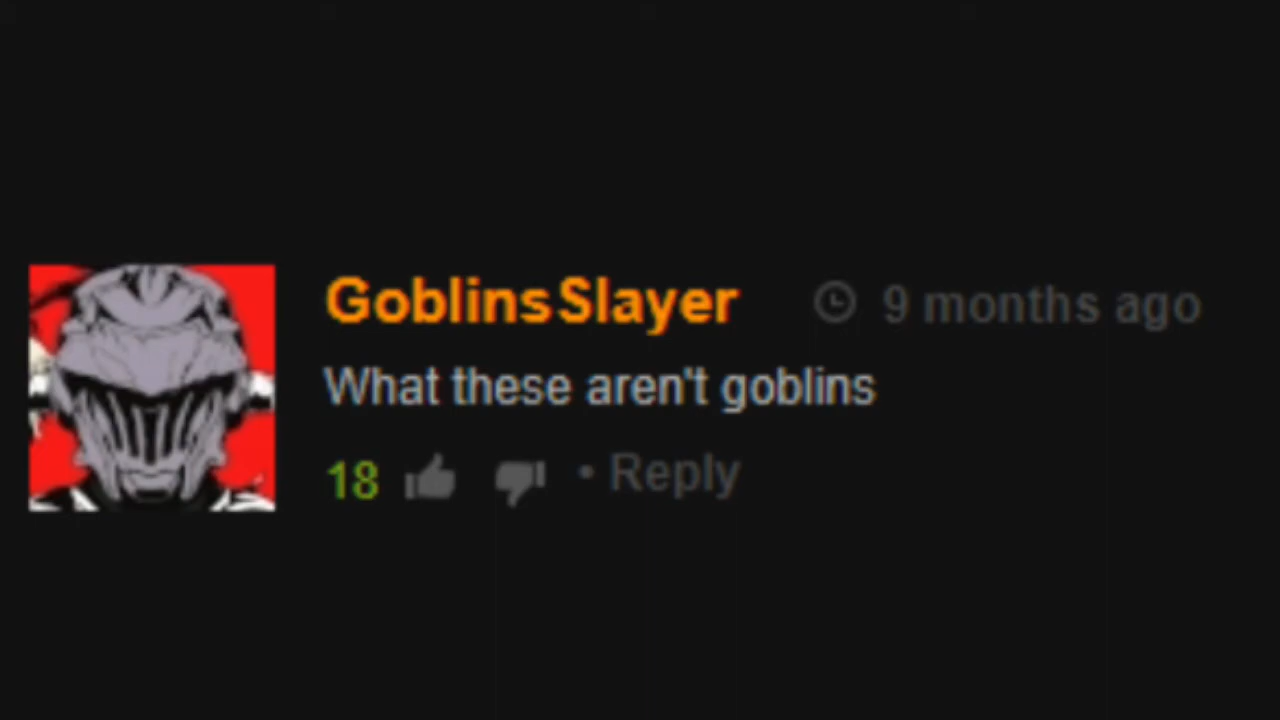 GoblinsSlayer 9 months ago
What these aren't goblins
18 • Reply